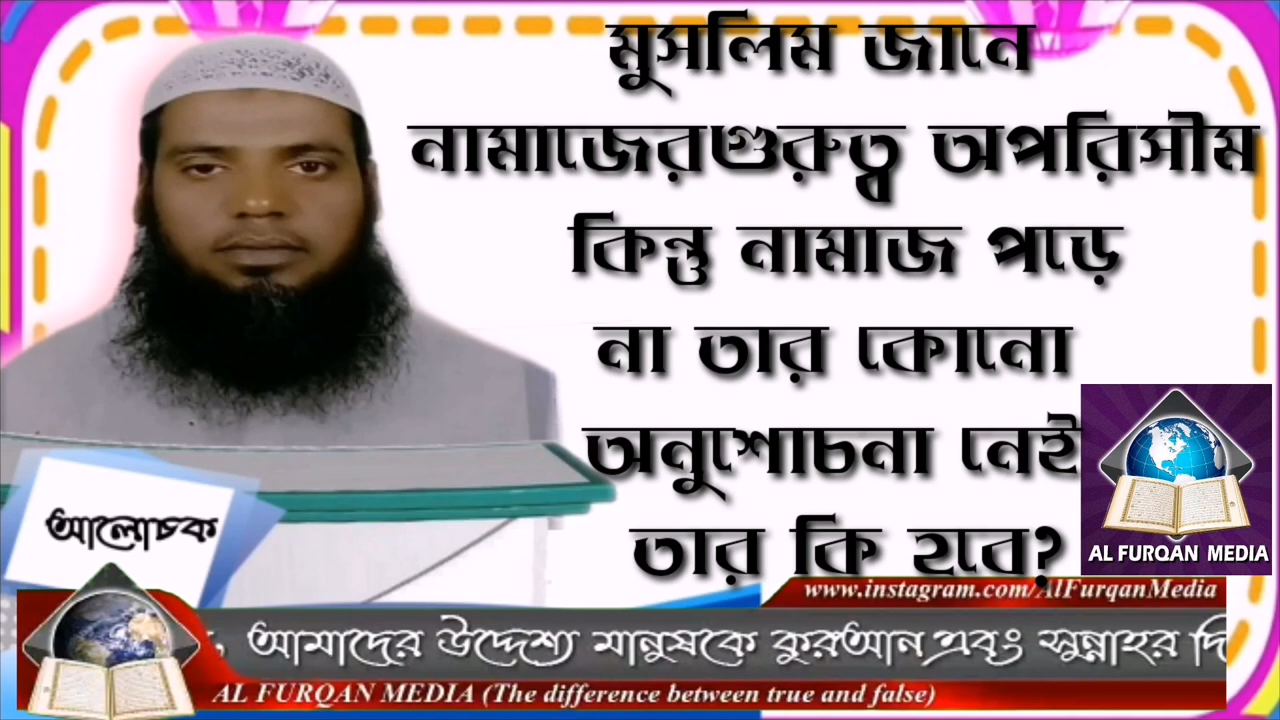 মুসলিম জানে
নামাজেরগুরুত্ব অপরিসীম
কিন্তু নামাজ পড়ে
না তার কোনো
অনুশোচনা নেই
তার কি হবে?
আলোচক
AL FURQAN MEDIA
www.instagram.com/AlFurqanMedia
আমাদের উদ্দেশ্য মানুষকে কুরআন এবং সুন্নাহর দি
AL FURQAN MEDIA (The difference between true and false)